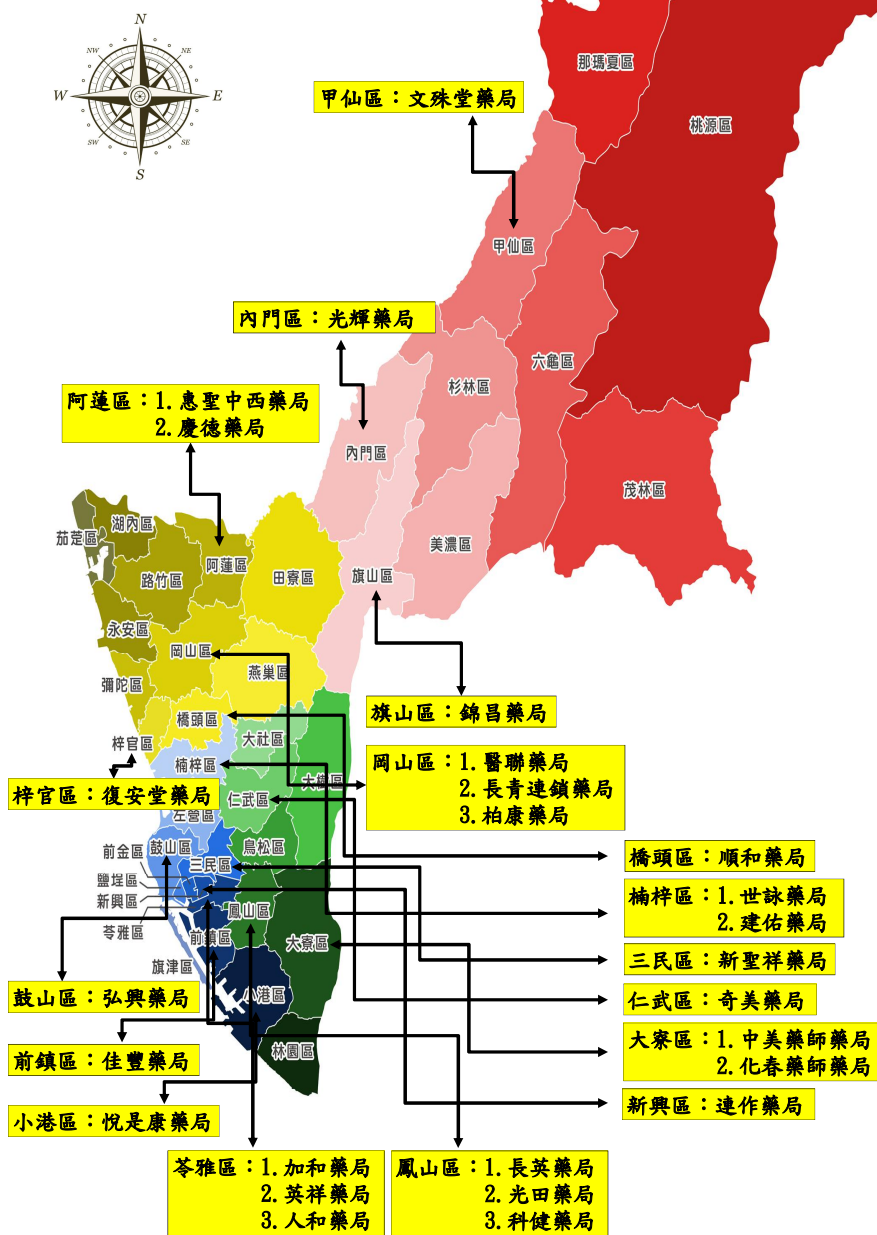 N
NW
NE
W
E
SW
SE
S
那瑪夏區
桃源區
甲仙區：文殊堂藥局
甲仙區
內門區：光輝藥局
六龜區
杉林區
阿蓮區：1.惠聖中西藥局
2.慶德藥局
內門區
茂林區
茄萣區
湖內區
美濃區
路竹區
阿蓮區
田寮區
旗山區
永安區
岡山區
燕巢區
彌陀區
旗山區：錦昌藥局
橋頭區
梓官區
大社區
楠梓區
岡山區：1.醫聯藥局
2.長青連鎖藥局
3.柏康藥局
梓官區：復安堂藥局
大樹區
仁武區
左營區
前金區
鼓山區
鳥松區
三民區
橋頭區：順和藥局
鹽埕區
新興區
楠梓區：1.世詠藥局
2.建佑藥局
苓雅區
鳳山區
前鎮區
大寮區
旗津區
三民區：新聖祥藥局
鼓山區：弘興藥局
小港區
仁武區：奇美藥局
前鎮區：佳豐藥局
林園區
大寮區：1.中美藥師藥局
2.化春藥師藥局
小港區：悅是康藥局
新興區：連作藥局
苓雅區：1.加和藥局
2.英祥藥局
3.人和藥局
鳳山區：1.長英藥局
2.光田藥局
3.科健藥局